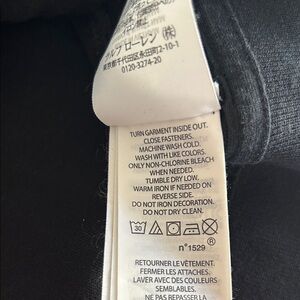 ラルフ ローレン (株)
東京都千代田区永田町2-10-1
0120-3274-20
TURN GARMENT INSIDE OUT.
CLOSE FASTENERS.
MACHINE WASH COLD.
WASH WITH LIKE COLORS.
ONLY NON-CHLORINE BLEACH
WHEN NEEDED.
TUMBLE DRY LOW.
WARM IRON IF NEEDED ON
REVERSE SIDE.
DO NOT IRON DECORATION.
DO NOT DRY CLEAN.
30
n°1529 ®
RETOURNER LE VÊTEMENT.
FERMER LES ATTACHES.
LAVER AVEC DES COULEURS
SEMBLABLES.
NE PAS REPASSER LA